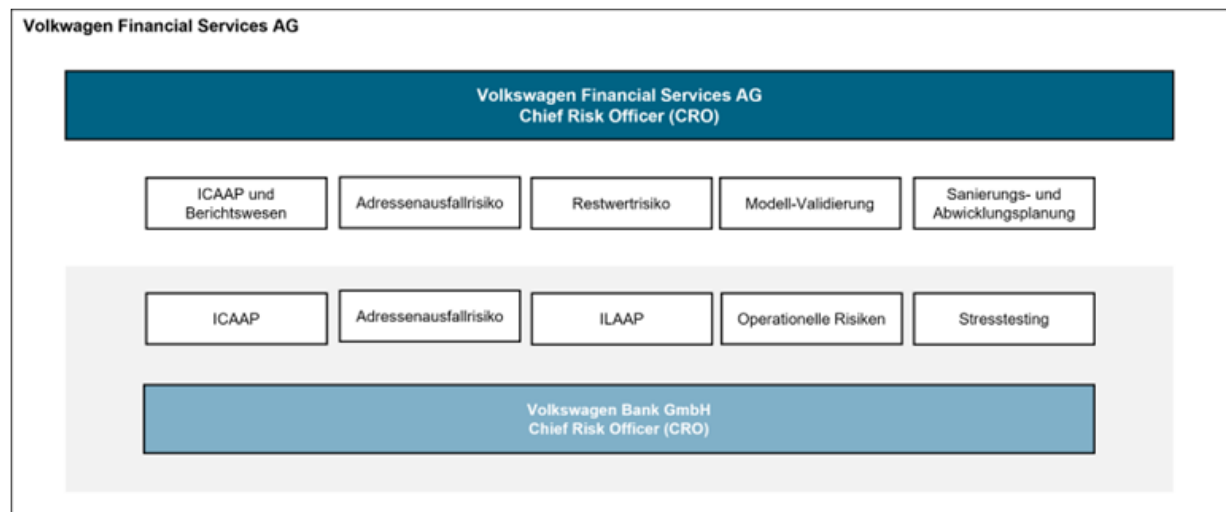 Volkwagen Financial Services AG
Volkswagen Financial Services AG
Chief Risk Officer (CRO)
ICAAP und
Berichtswesen
Adressenausfallrisiko
Restwertrisiko
Modell-Validierung
Sanierungs- und
Abwicklungsplanung
ICAAP
Adressenausfallrisiko
ILAAP
Operationelle Risiken
Stresstesting
Volkswagen Bank GmbH
Chief Risk Officer (CRO)